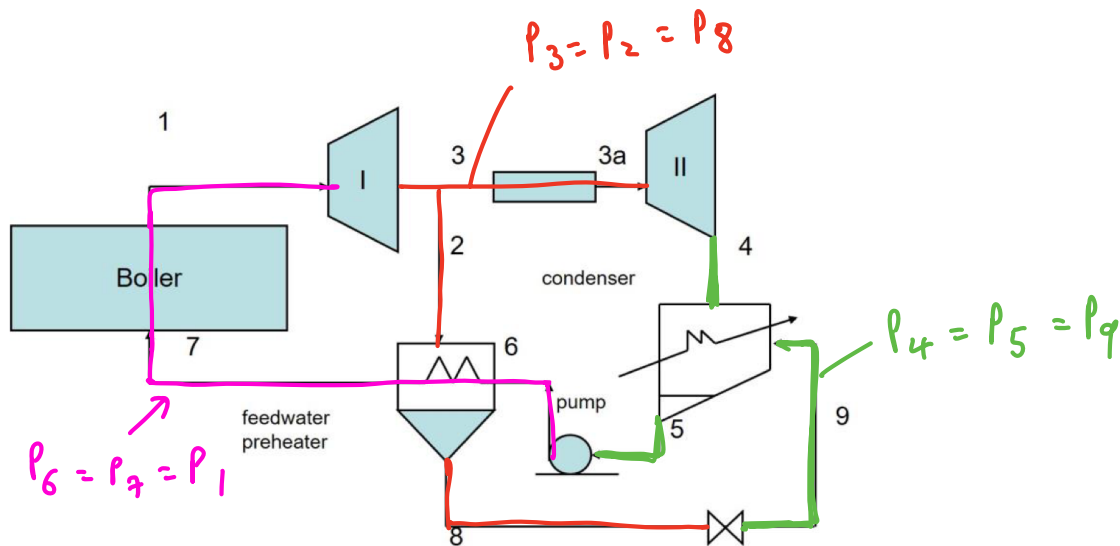 P3 = P2 = P8
1
I
3
3a
II
2
4
condenser
Boiler
7
6
P4 = P5 = P9
feedwater
preheater
pump
5
9
P6 = P7 = P1
8